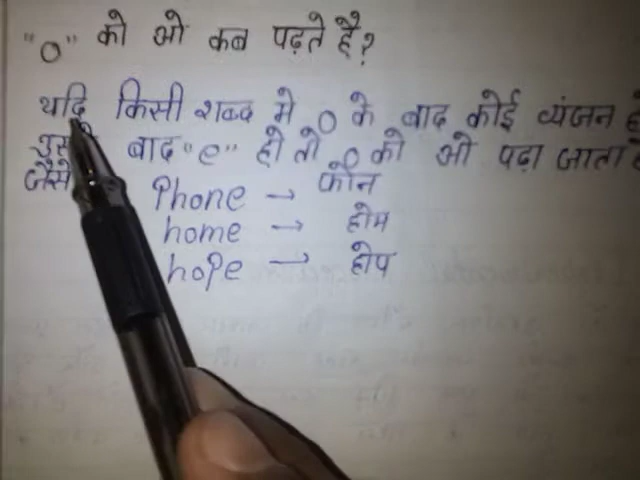 "o" को ओ कब पढ़ते है?
यदि किसी शब्द मे o के बाद कोई व्यंजन
बाद "e" हो तो o को ओ पढ़ा जाता
जैसे
Phone → फोन
home → होम
hope → होप